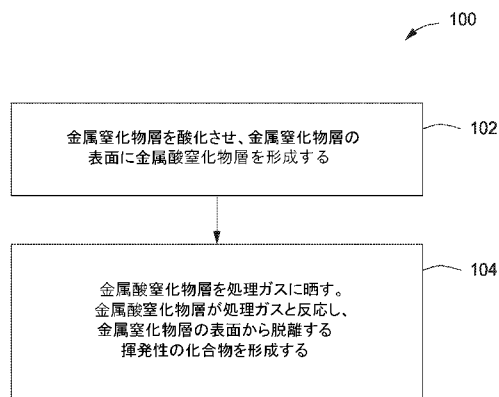 100
金属窒化物層を酸化させ、金属窒化物層の
表面に金属酸窒化物層を形成する
102
金属酸窒化物層を処理ガスに晒す。
金属酸窒化物層が処理ガスと反応し、
金属窒化物層の表面から脱離する
揮発性の化合物を形成する
104